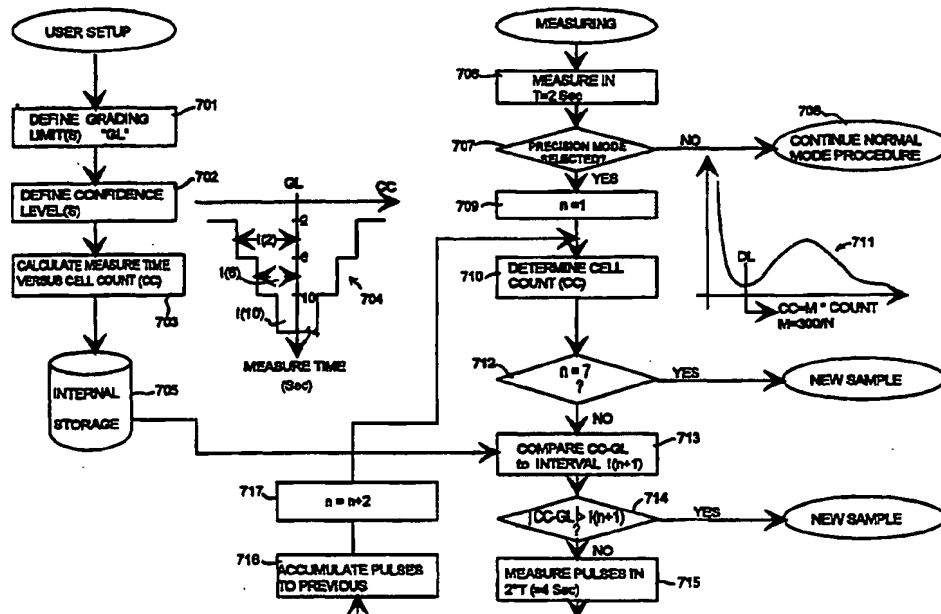 USER SETUP
701
DEFINE GRADING
LIMIT(S) "GL"
702
DEFINE CONFIDENCE
LEVEL(S)
CALCULATE MEASURE TIME
VERSUS CELL COUNT (CC)
703
INTERNAL
STORAGE
705
GL
CC
2
I(2)
6
I(6)
10
I(10)
14
704
MEASURE TIME
(Sec)
717
n = n+2
716
ACCUMULATE PULSES
TO PREVIOUS
MEASURING
706
MEASURE IN
T=2 Sec
707
PRECISION MODE
SELECTED?
NO
708
CONTINUE NORMAL
MODE PROCEDURE
YES
709
n =1
710
DETERMINE CELL
COUNT (CC)
711
DL
CC=M * COUNT
M=300/N
712
n = 7
?
YES
NEW SAMPLE
NO
713
COMPARE CC-GL
to INTERVAL I(n+1)
714
|CC-GL|> I(n+1)
?
YES
NEW SAMPLE
NO
MEASURE PULSES IN
2*T (=4 Sec)
715